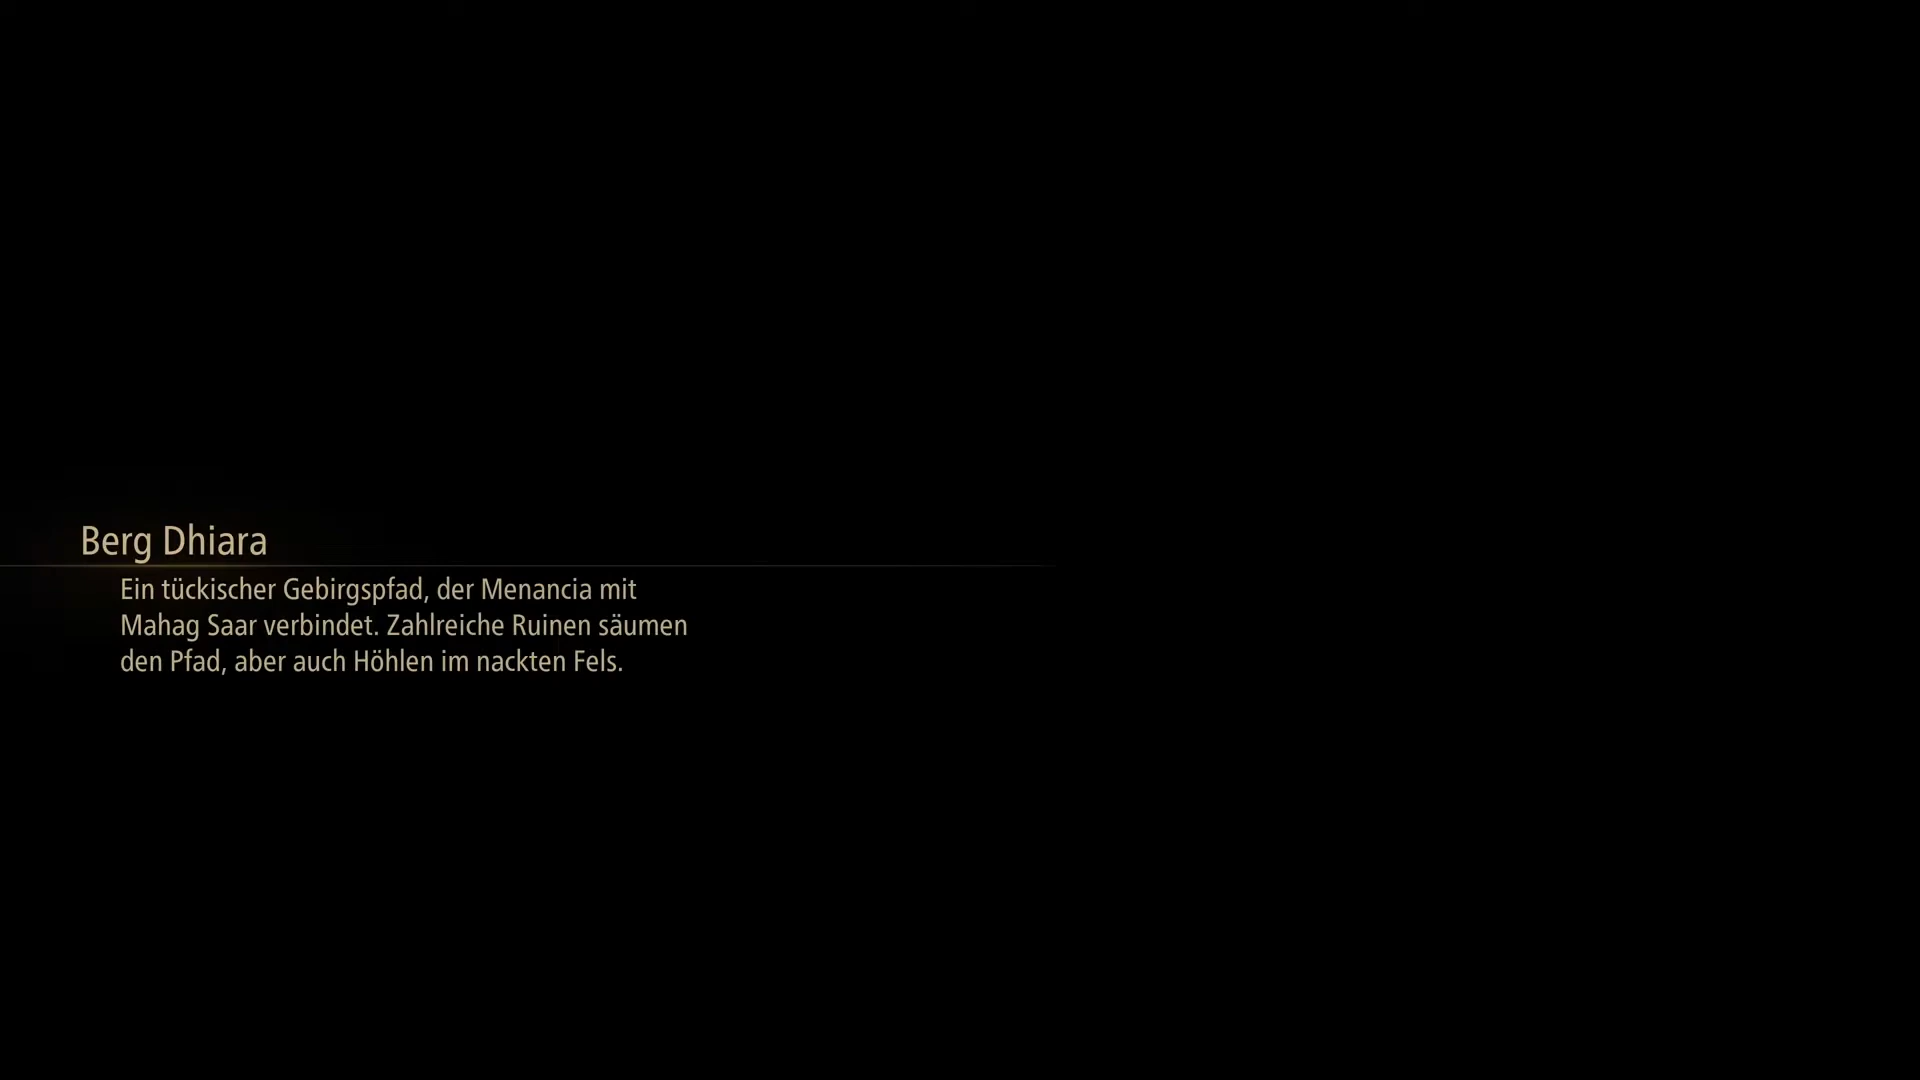 Berg Dhiara
Ein tückischer Gebirgspfad, der Menancia mit
Mahag Saar verbindet. Zahlreiche Ruinen säumen
den Pfad, aber auch Höhlen im nackten Fels.